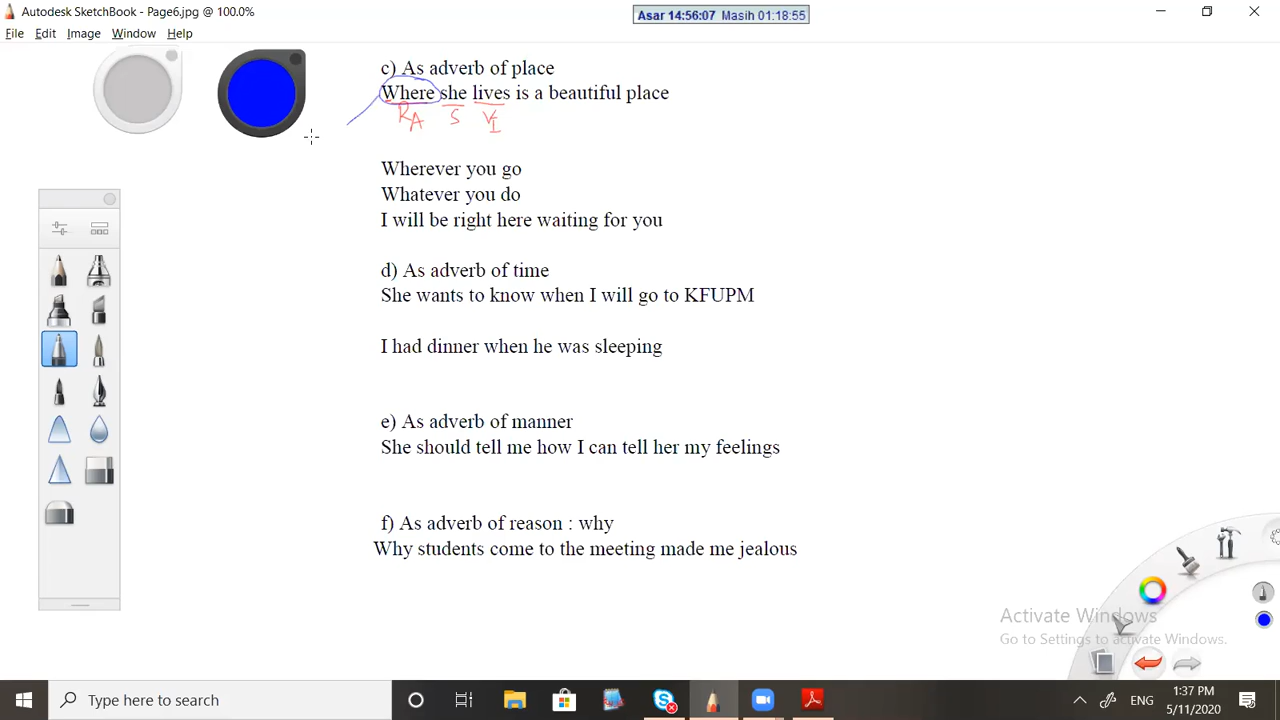 Autodesk SketchBook - Page6.jpg @ 100.0%
Asar 14:56:07 Masih 01:18:55
File Edit Image Window Help
c) As adverb of place
Where she lives is a beautiful place
RA S VI
Wherever you go
Whatever you do
I will be right here waiting for you
d) As adverb of time
She wants to know when I will go to KFUPM
I had dinner when he was sleeping
e) As adverb of manner
She should tell me how I can tell her my feelings
f) As adverb of reason : why
Why students come to the meeting made me jealous
Activate Windows
Go to Settings to activate Windows.
Type here to search
ENG
1:37 PM
5/11/2020